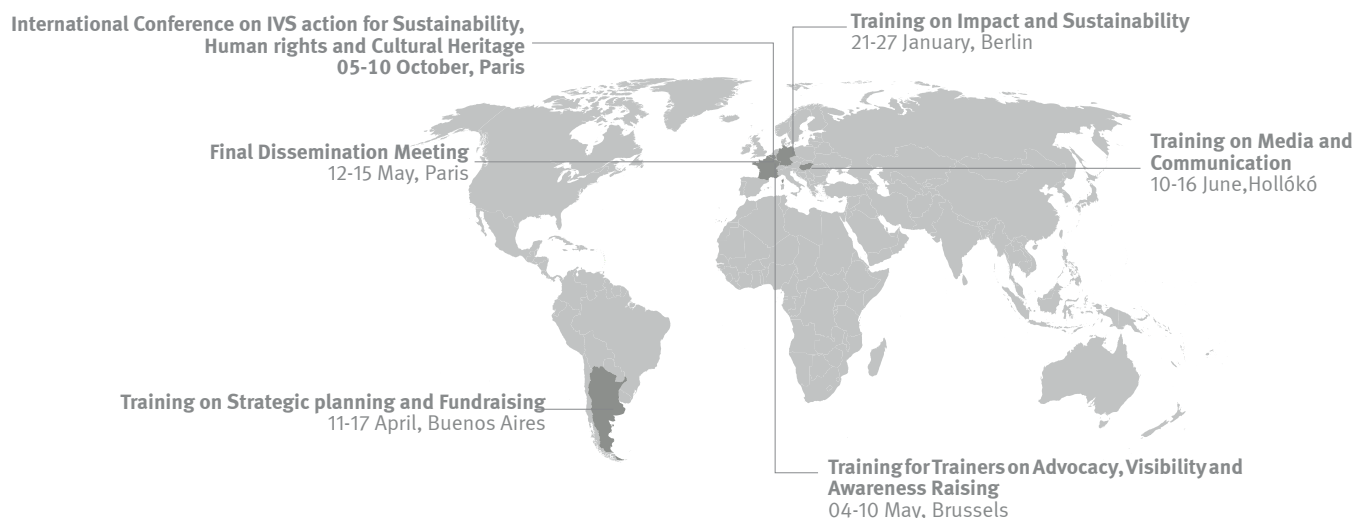 International Conference on IVS action for Sustainability,
Human rights and Cultural Heritage
05-10 October, Paris
Training on Impact and Sustainability
21-27 January, Berlin
Final Dissemination Meeting
12-15 May, Paris
Training on Media and
Communication
10-16 June,Hollókó
Training on Strategic planning and Fundraising
11-17 April, Buenos Aires
Training for Trainers on Advocacy, Visibility and
Awareness Raising
04-10 May, Brussels